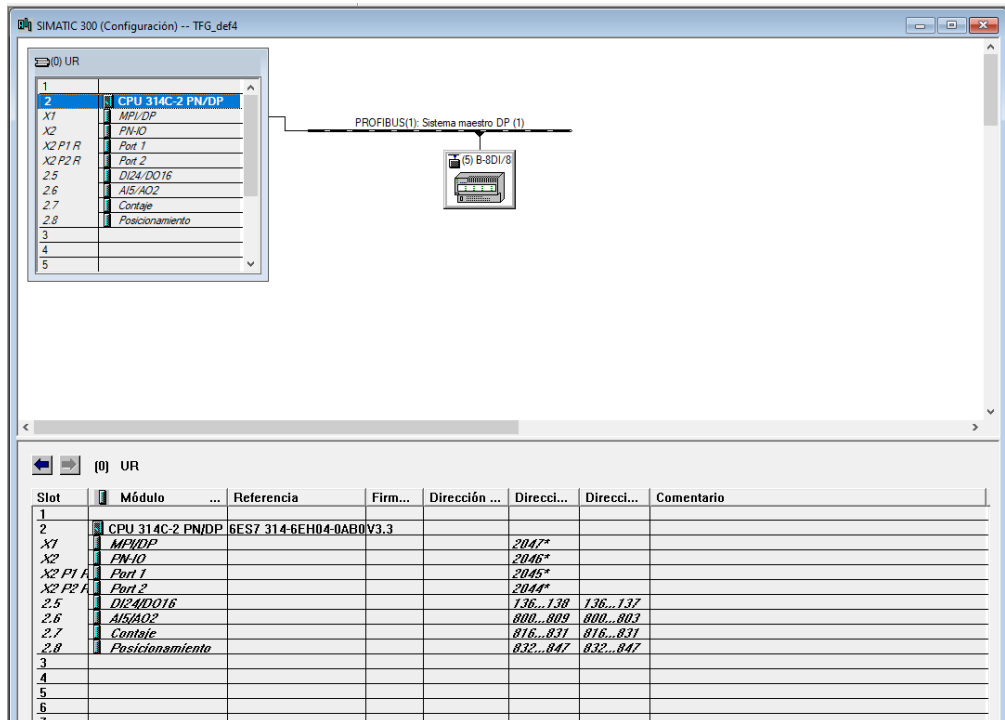 SIMATIC 300 (Configuración) -- TFG_def4
(0) UR
1
2 CPU 314C-2 PN/DP
X1 MPI/DP
X2 PN-IO
X2 P1 R Port 1
X2 P2 R Port 2
2.5 DI24/DO16
2.6 AI5/AO2
2.7 Contaje
2.8 Posicionamiento
3
4
5
PROFIBUS(1): Sistema maestro DP (1)
(5) B-8DI/8
(0) UR
Slot Módulo ... Referencia Firm... Dirección ... Direcci... Direcci... Comentario
1
2 CPU 314C-2 PN/DP 6ES7 314-6EH04-0AB0 V3.3
X1 MPI/DP 2047*
X2 PN-IO 2046*
X2 P1 R Port 1 2045*
X2 P2 R Port 2 2044*
2.5 DI24/DO16 136...138 136...137
2.6 AI5/AO2 800...809 800...803
2.7 Contaje 816...831 816...831
2.8 Posicionamiento 832...847 832...847
3
4
5
6